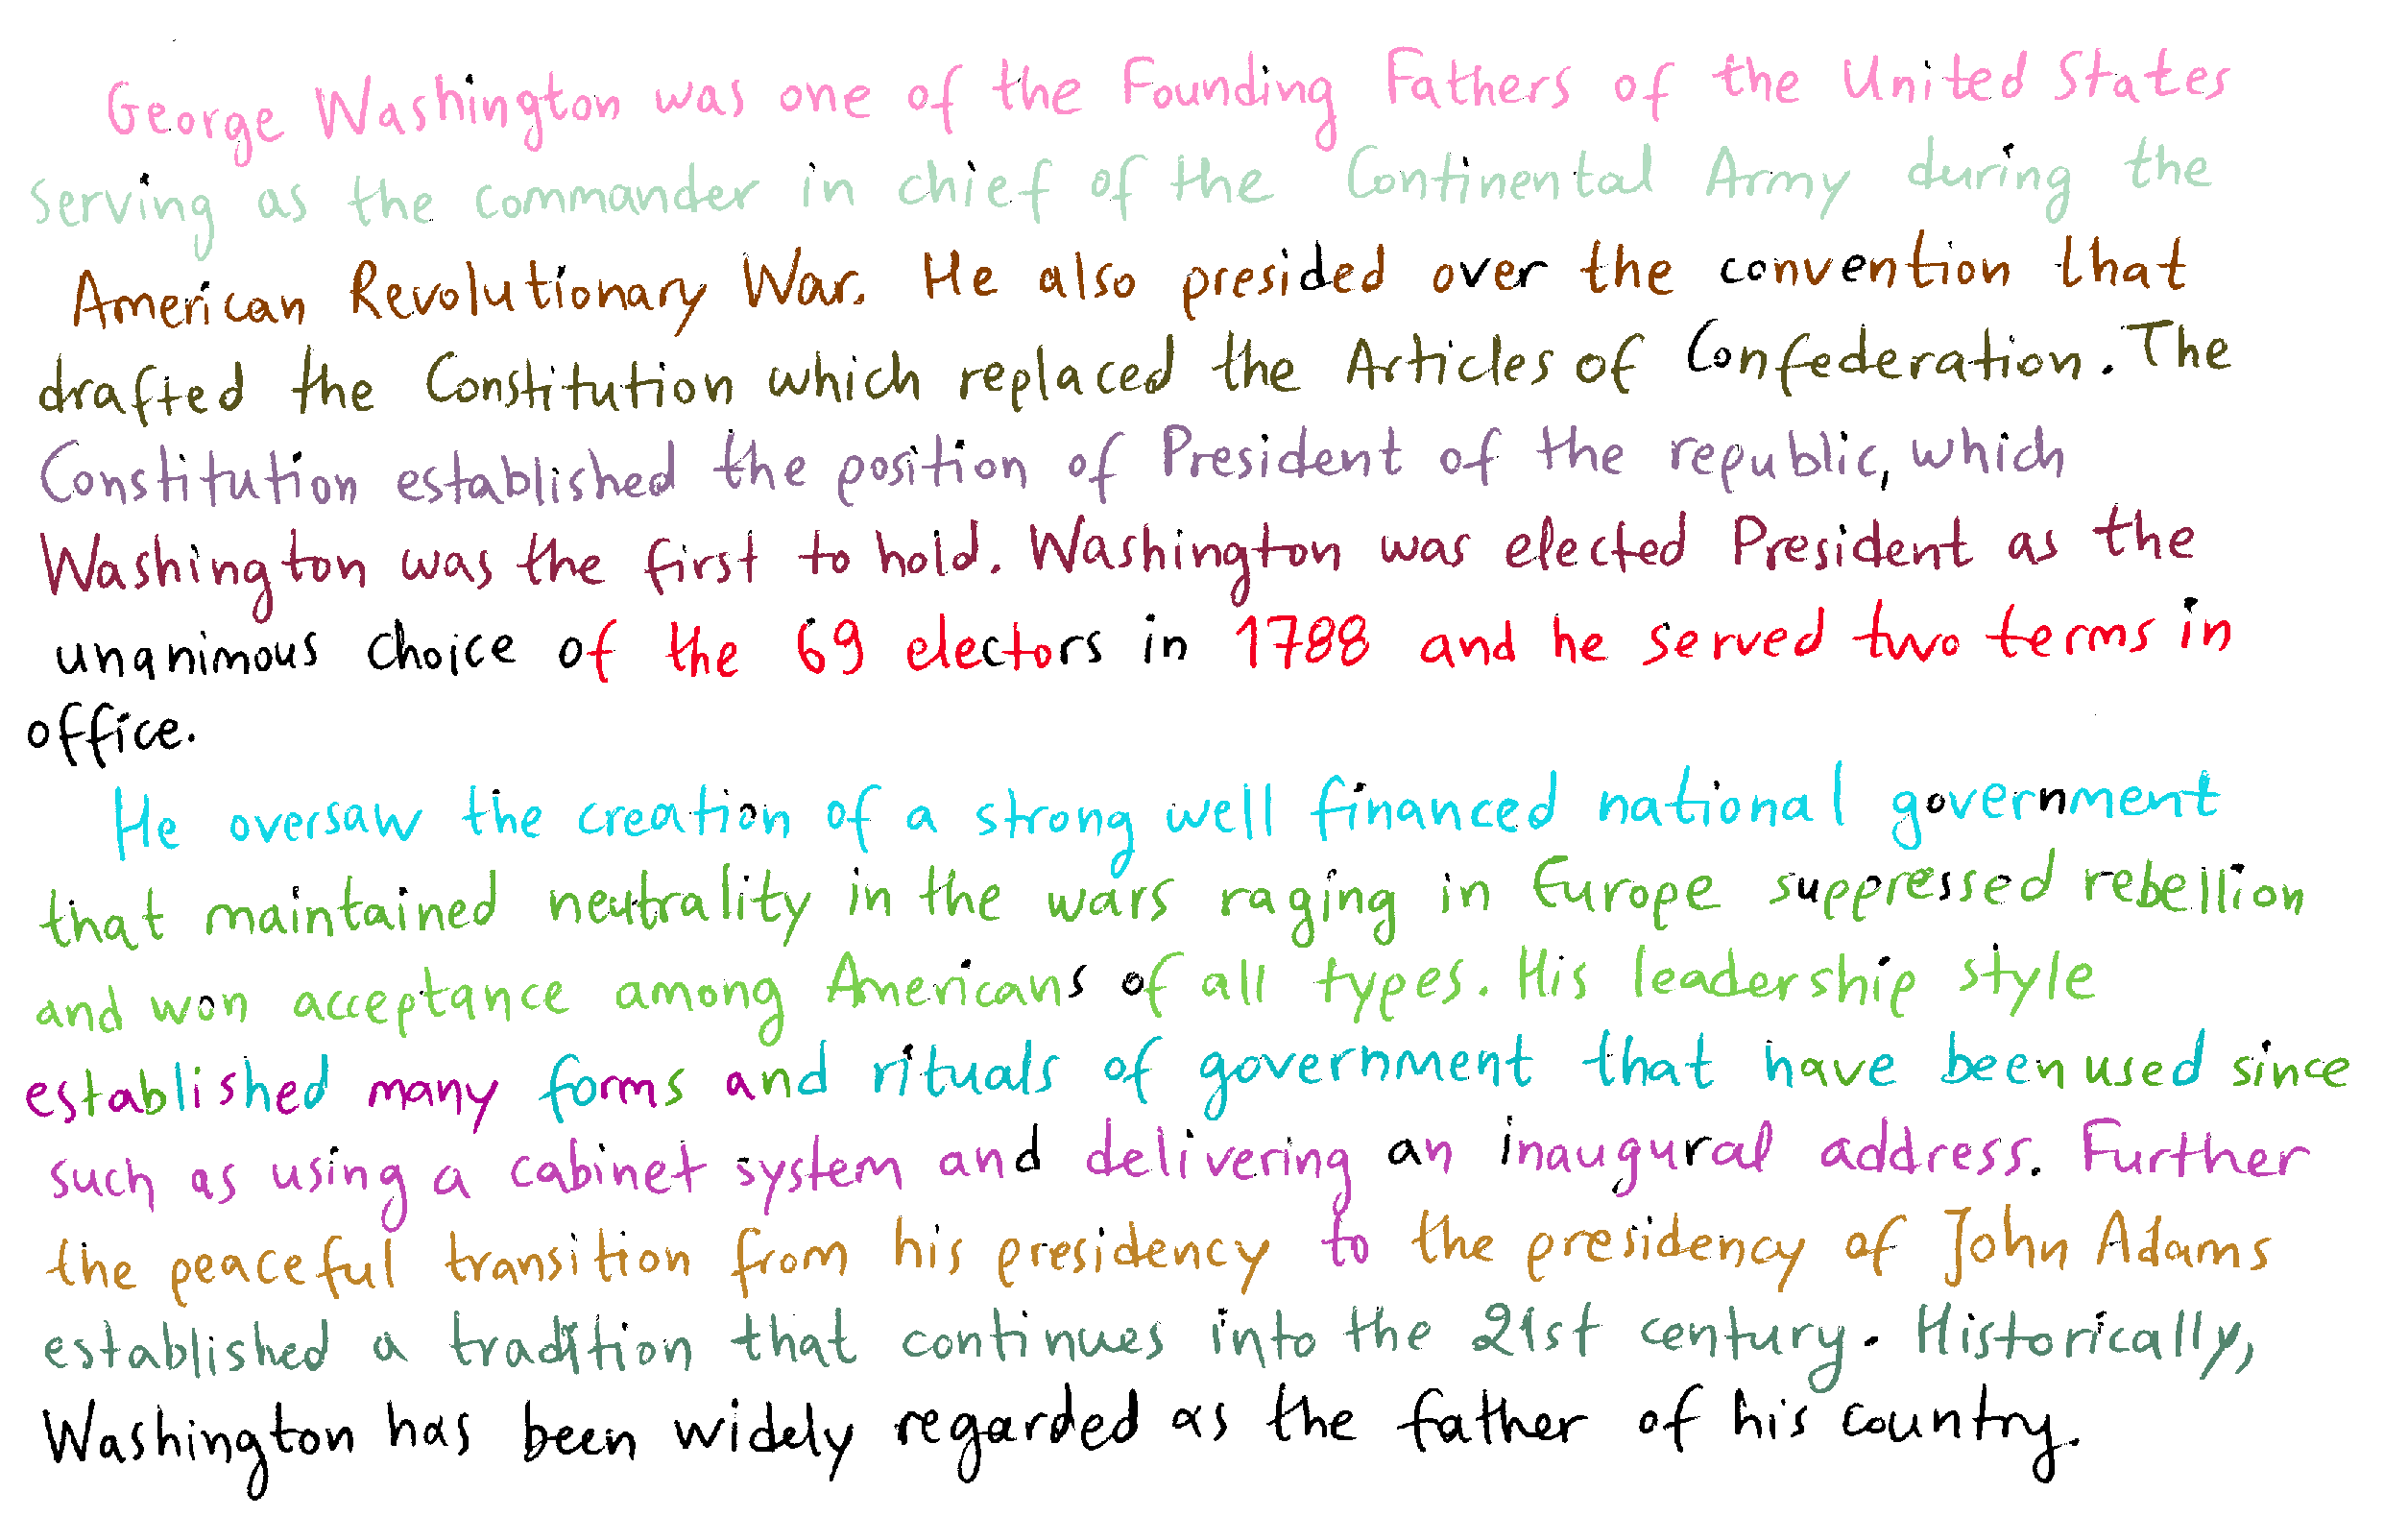 George Washington was one of the Founding Fathers of the United States
Serving as the commander in chief of the Continental Army during the
American Revolutionary War. He also presided over the convention that
drafted the Constitution which replaced the Articles of Confederation. The
Constitution established the position of President of the republic, which
Washington was the first to hold. Washington was elected President as the
unanimous choice of the 69 electors in 1788 and he served two terms in
office.
He oversaw the creation of a strong well financed national government
that maintained neutrality in the wars raging in Europe suppressed rebellion
and won acceptance among Americans of all types. His leadership style
established many forms and rituals of government that have been used since
such as using a cabinet system and delivering an inaugural address. Further
the peaceful transition from his presidency to the presidency of John Adams
established a tradition that continues into the 21st century. Historically,
Washington has been widely regarded as the father of his country.